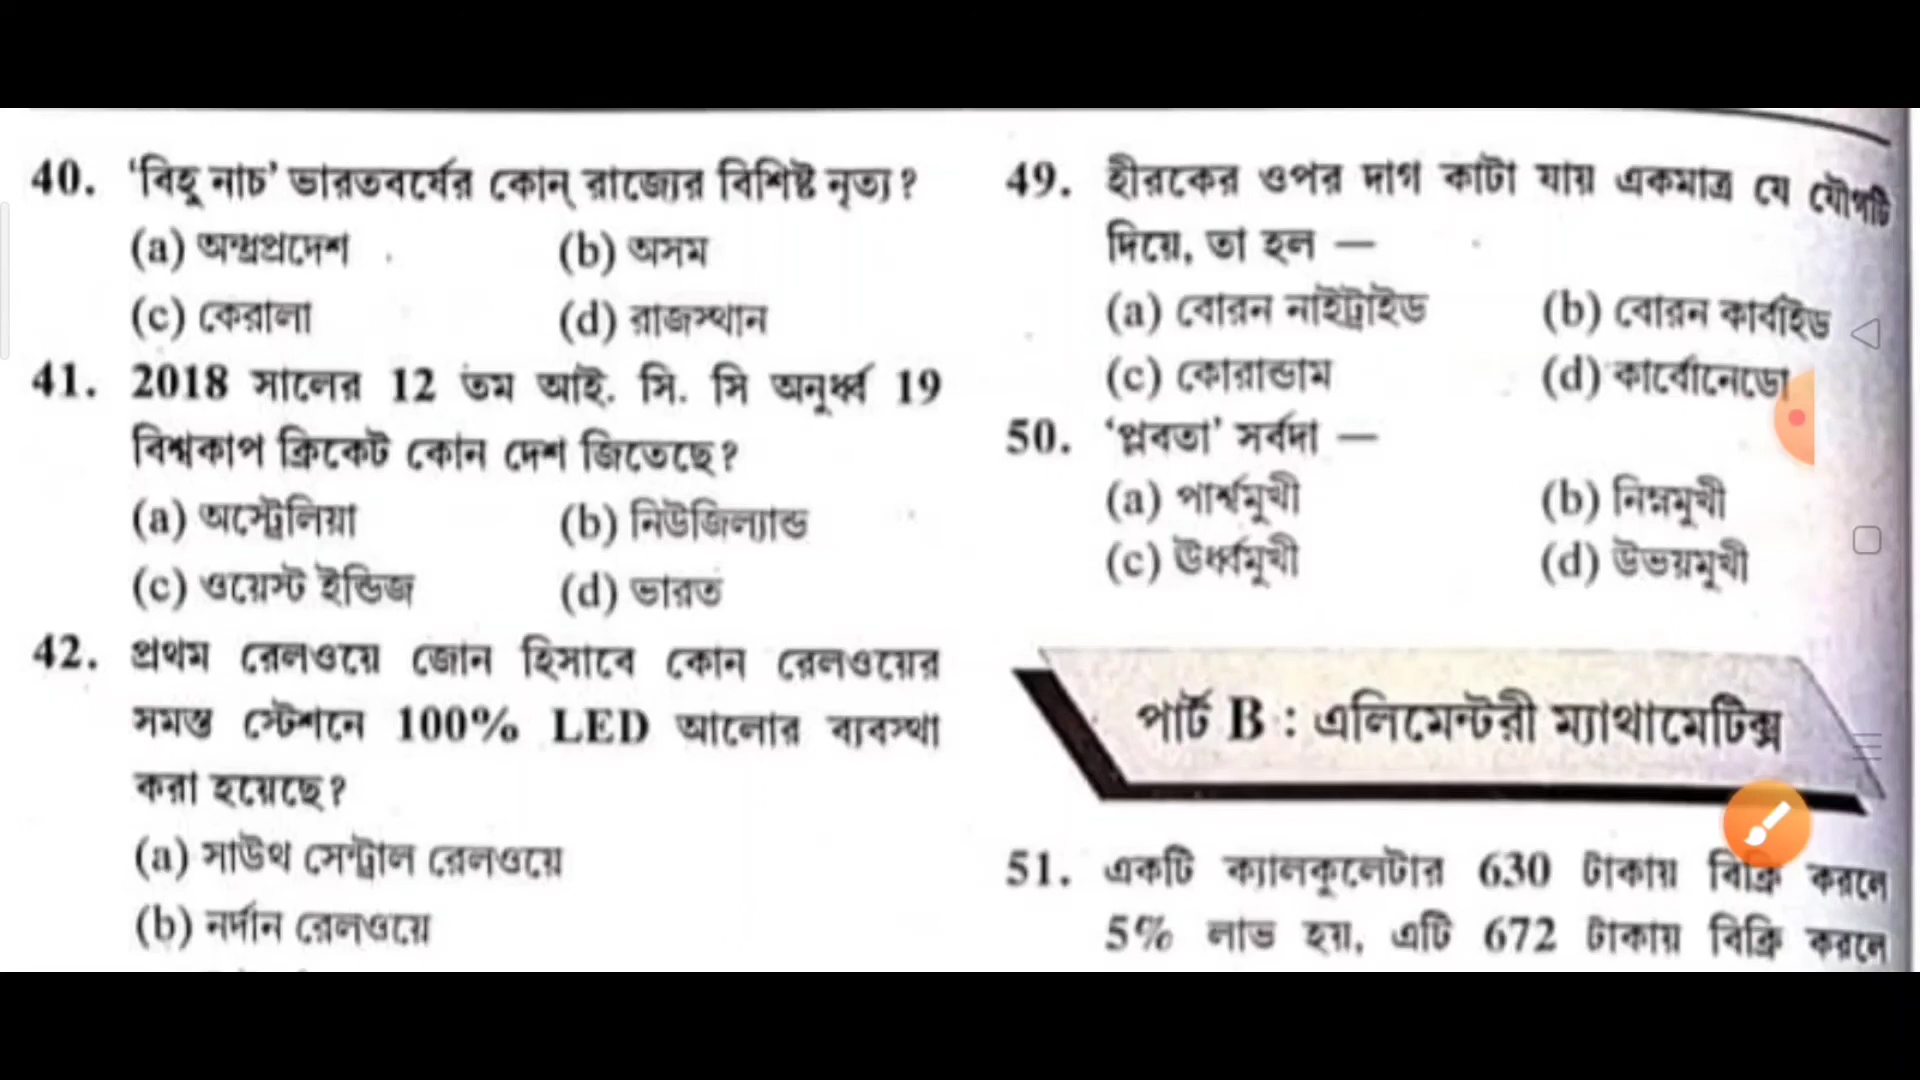 40. ‘বিহু নাচ’ ভারতবর্ষের কোন্ রাজ্যের বিশিষ্ট নৃত্য?
(a) অন্ধ্রপ্রদেশ (b) অসম
(c) কেরালা (d) রাজস্থান
41. 2018 সালের 12 তম আই. সি. সি অনূর্ধ্ব 19
বিশ্বকাপ ক্রিকেট কোন দেশ জিতেছে?
(a) অস্ট্রেলিয়া (b) নিউজিল্যান্ড
(c) ওয়েস্ট ইন্ডিজ (d) ভারত
42. প্রথম রেলওয়ে জোন হিসাবে কোন রেলওয়ের
সমস্ত স্টেশনে 100% LED আলোর ব্যবস্থা
করা হয়েছে?
(a) সাউথ সেন্ট্রাল রেলওয়ে
(b) নর্দান রেলওয়ে
49. হীরকের ওপর দাগ কাটা যায় একমাত্র যে যৌগটি
দিয়ে, তা হল —
(a) বোরন নাইট্রাইড (b) বোরন কার্বাইড
(c) কোরান্ডাম (d) কার্বোনেডো
50. ‘প্লবতা’ সর্বদা —
(a) পার্শ্বমুখী (b) নিম্নমুখী
(c) ঊর্ধ্বমুখী (d) উভয়মুখী
পার্ট B : এলিমেন্টরী ম্যাথামেটিক্স
51. একটি ক্যালকুলেটার 630 টাকায় বিক্রি করলে
5% লাভ হয়, এটি 672 টাকায় বিক্রি করলে